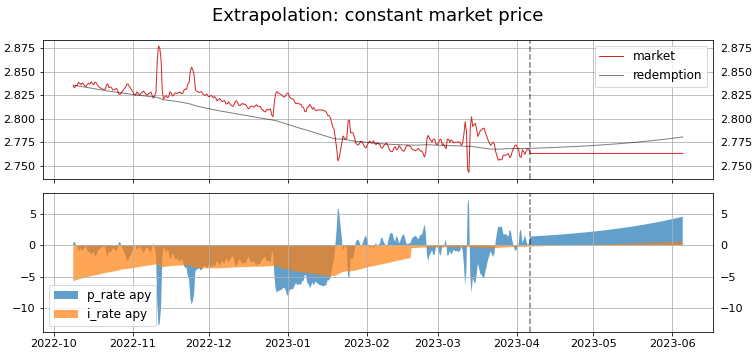 Extrapolation: constant market price
2.875 2.875
2.850 2.850
2.825 2.825
2.800 2.800
2.775 2.775
2.750 2.750
market
redemption
5 5
0 0
−5 −5
−10 −10
p_rate apy
i_rate apy
2022-10 2022-11 2022-12 2023-01 2023-02 2023-03 2023-04 2023-05 2023-06